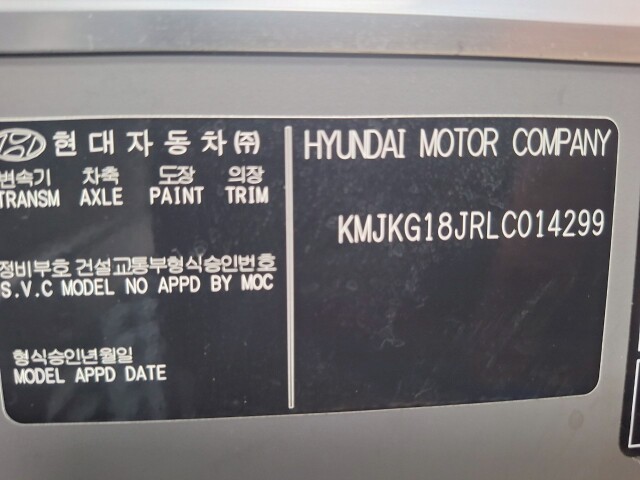 현대자동차㈜
변속기 차축 도장 의장
TRANSM AXLE PAINT TRIM
정비부호 건설교통부형식승인번호
S.V.C MODEL NO APPD BY MOC
형식승인년월일
MODEL APPD DATE
HYUNDAI MOTOR COMPANY
KMJKG18JRLC014299